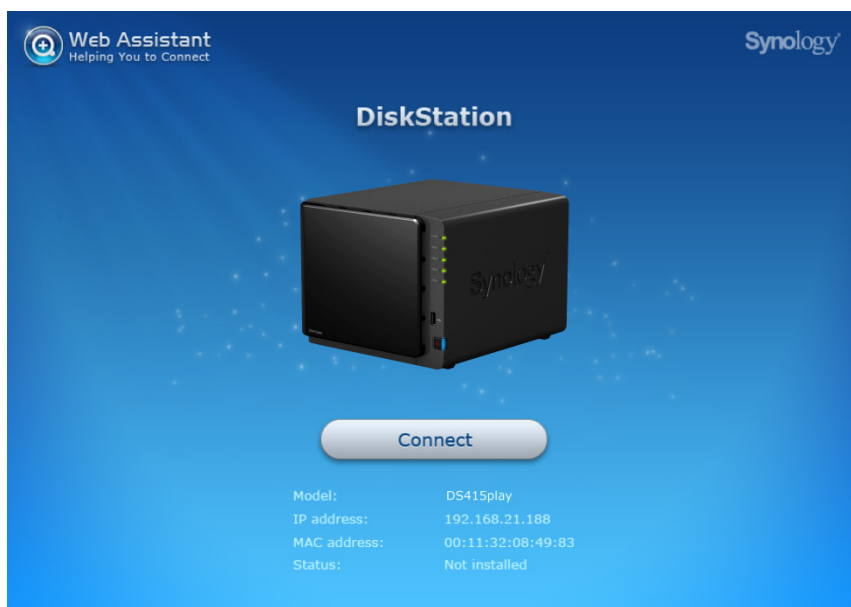 Web Assistant
Helping You to Connect
Synology
DiskStation
Synology
Connect
Model: DS415play
IP address: 192.168.21.188
MAC address: 00:11:32:08:49:83
Status: Not installed